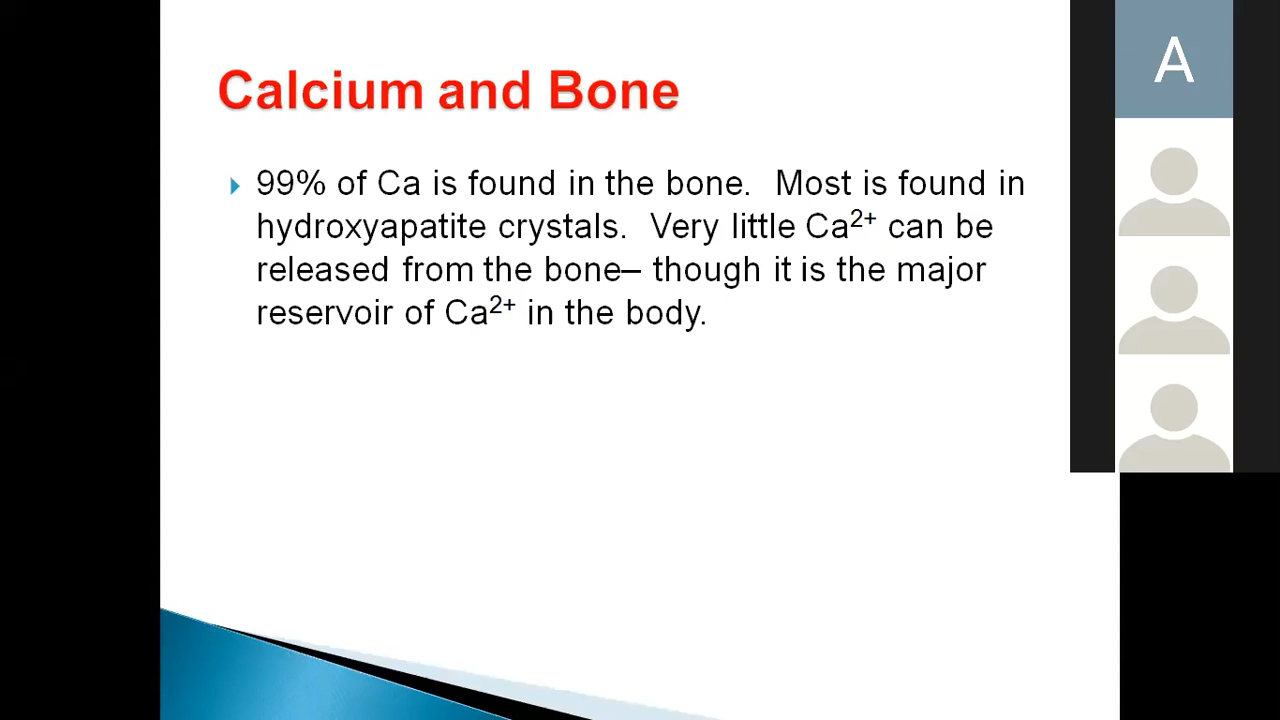 Calcium and Bone
99% of Ca is found in the bone.  Most is found in
hydroxyapatite crystals.  Very little Ca²⁺ can be
released from the bone– though it is the major
reservoir of Ca²⁺ in the body.
A